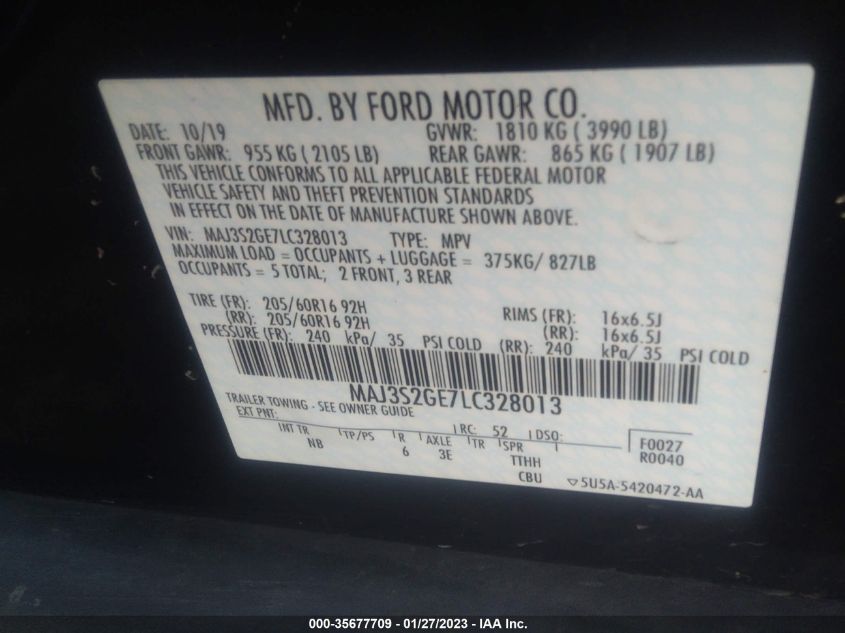 MFD. BY FORD MOTOR CO.
DATE: 10/19 GVWR: 1810 KG ( 3990 LB)
FRONT GAWR: 955 KG ( 2105 LB) REAR GAWR: 865 KG ( 1907 LB)
THIS VEHICLE CONFORMS TO ALL APPLICABLE FEDERAL MOTOR
VEHICLE SAFETY AND THEFT PREVENTION STANDARDS
IN EFFECT ON THE DATE OF MANUFACTURE SHOWN ABOVE.
VIN: MAJ3S2GE7LC328013 TYPE: MPV
MAXIMUM LOAD = OCCUPANTS + LUGGAGE = 375KG/ 827LB
OCCUPANTS = 5 TOTAL; 2 FRONT, 3 REAR
TIRE (FR): 205/60R16 92H RIMS (FR): 16x6.5J
(RR): 205/60R16 92H (RR): 16x6.5J
PRESSURE (FR): 240 kPa/ 35 PSI COLD (RR): 240 kPa/ 35 PSI COLD
MAJ3S2GE7LC328013
TRAILER TOWING - SEE OWNER GUIDE
EXT PNT: RC: 52 DSO: F0027
INT TR TP/PS R AXLE TR SPR R0040
NB 6 3E TTHH
CBU ▽5U5A-5420472-AA
000-35677709 - 01/27/2023 - IAA Inc.